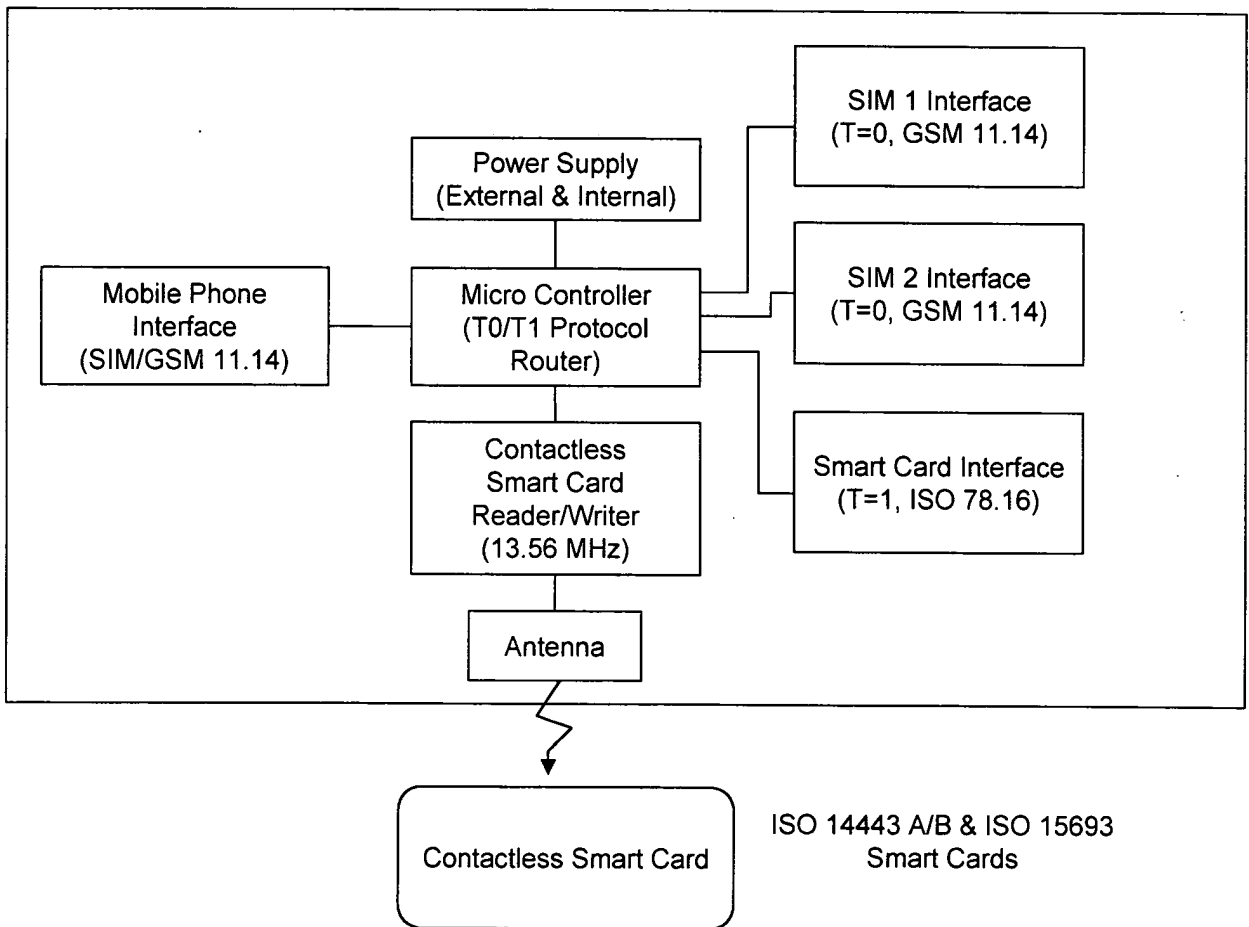 SIM 1 Interface
(T=0, GSM 11.14)
Power Supply
(External & Internal)
Mobile Phone
Interface
(SIM/GSM 11.14)
Micro Controller
(T0/T1 Protocol
Router)
SIM 2 Interface
(T=0, GSM 11.14)
Contactless
Smart Card
Reader/Writer
(13.56 MHz)
Smart Card Interface
(T=1, ISO 78.16)
Antenna
Contactless Smart Card
ISO 14443 A/B & ISO 15693
Smart Cards